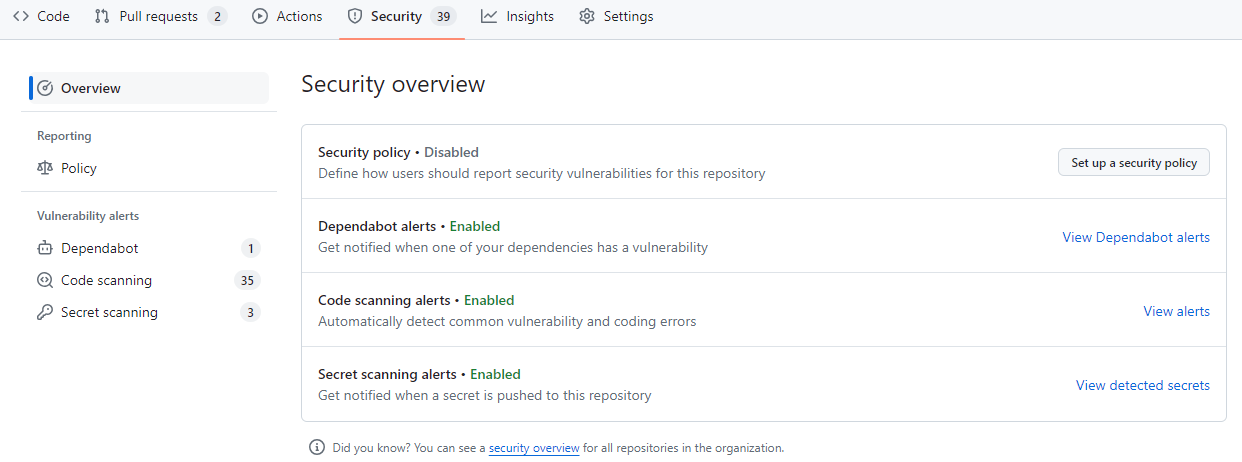 Code Pull requests 2 Actions Security 39 Insights Settings
Overview
Reporting
Policy
Vulnerability alerts
Dependabot 1
Code scanning 35
Secret scanning 3
Security overview
Security policy • Disabled
Define how users should report security vulnerabilities for this repository
Set up a security policy
Dependabot alerts • Enabled
Get notified when one of your dependencies has a vulnerability
View Dependabot alerts
Code scanning alerts • Enabled
Automatically detect common vulnerability and coding errors
View alerts
Secret scanning alerts • Enabled
Get notified when a secret is pushed to this repository
View detected secrets
Did you know? You can see a security overview for all repositories in the organization.